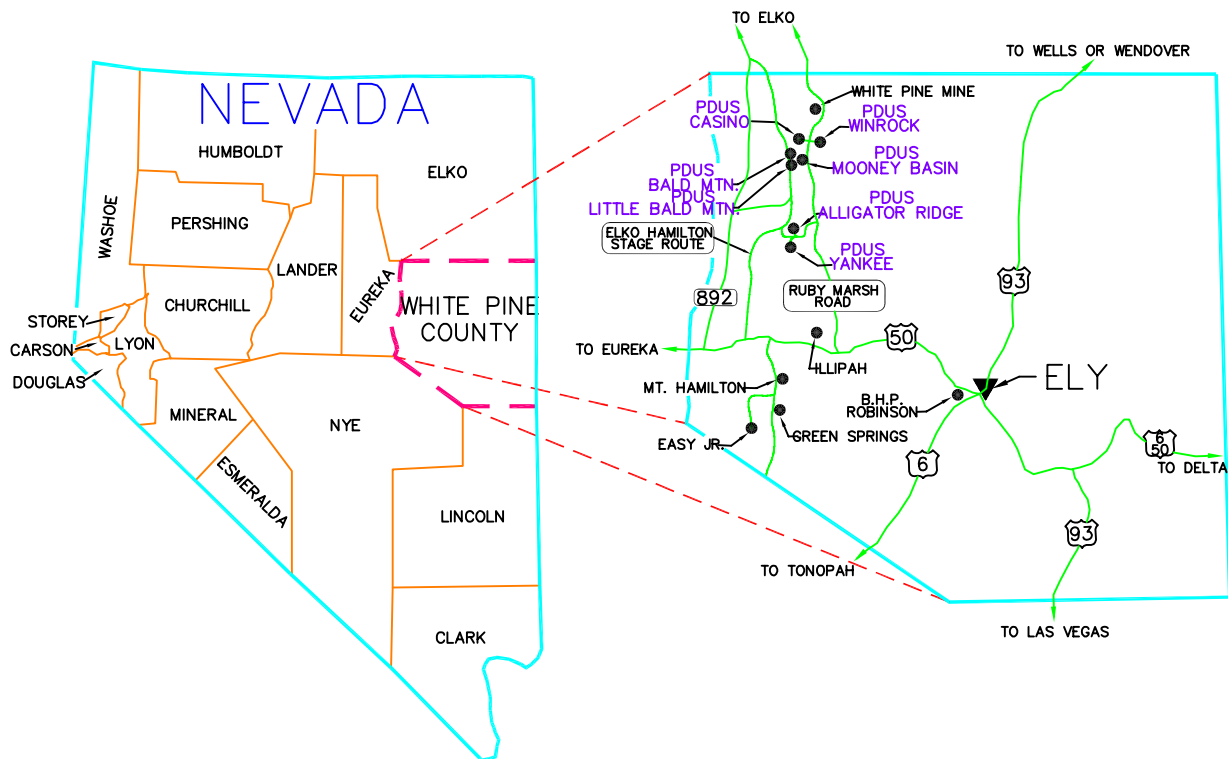 NEVADA
HUMBOLDT
ELKO
WASHOE
PERSHING
LANDER
EUREKA
CHURCHILL
WHITE PINE
COUNTY
STOREY
LYON
CARSON
DOUGLAS
MINERAL
NYE
ESMERALDA
LINCOLN
CLARK
TO ELKO
TO WELLS OR WENDOVER
WHITE PINE MINE
PDUS
CASINO
PDUS
WINROCK
PDUS
MOONEY BASIN
PDUS
BALD MTN.
PDUS
LITTLE BALD MTN.
PDUS
ALLIGATOR RIDGE
ELKO HAMILTON
STAGE ROUTE
PDUS
YANKEE
892
RUBY MARSH
ROAD
93
TO EUREKA
50
ILLIPAH
MT. HAMILTON
ELY
B.H.P.
ROBINSON
GREEN SPRINGS
EASY JR.
6
6
50
TO DELTA
93
TO TONOPAH
TO LAS VEGAS